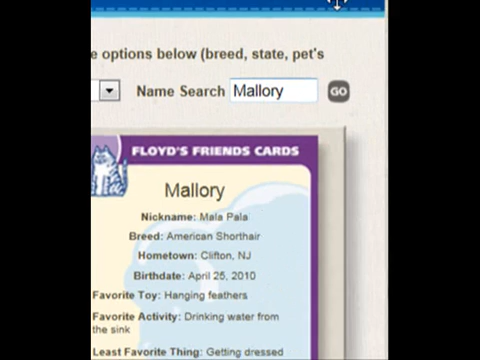 e options below (breed, state, pet's
Name Search Mallory GO
FLOYD'S FRIENDS CARDS
Mallory
Nickname: Mala Pala
Breed: American Shorthair
Hometown: Clifton, NJ
Birthdate: April 25, 2010
Favorite Toy: Hanging feathers
Favorite Activity: Drinking water from
the sink
Least Favorite Thing: Getting dressed